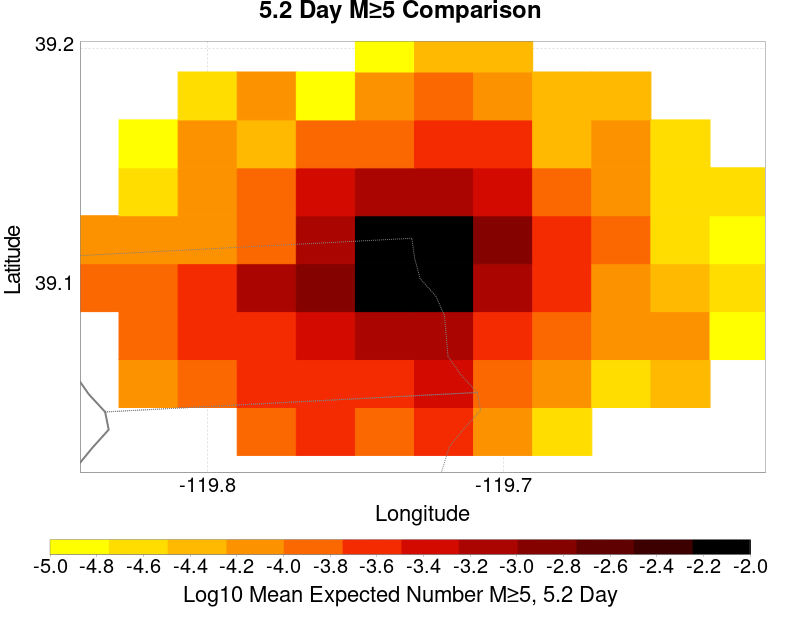 5.2 Day M≥5 Comparison
39.2
Latitude
39.1
-119.8 -119.7
Longitude
-5.0 -4.8 -4.6 -4.4 -4.2 -4.0 -3.8 -3.6 -3.4 -3.2 -3.0 -2.8 -2.6 -2.4 -2.2 -2.0
Log10 Mean Expected Number M≥5, 5.2 Day